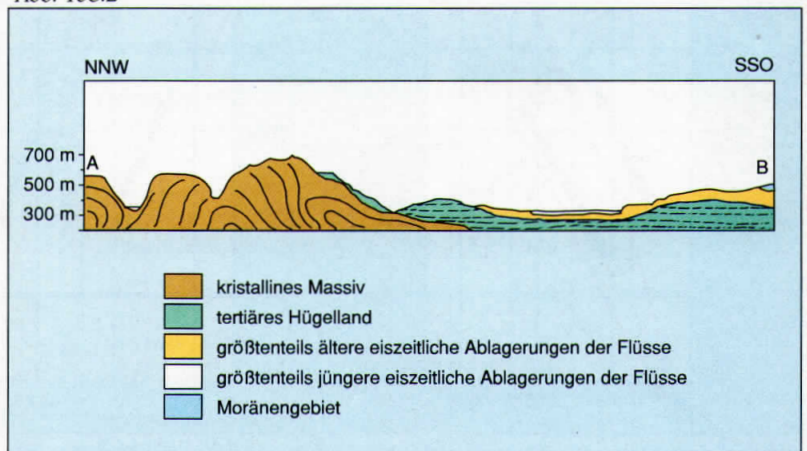 NNW SSO
700 m A
500 m B
300 m
kristallines Massiv
tertiäres Hügelland
größtenteils ältere eiszeitliche Ablagerungen der Flüsse
größtenteils jüngere eiszeitliche Ablagerungen der Flüsse
Moränengebiet